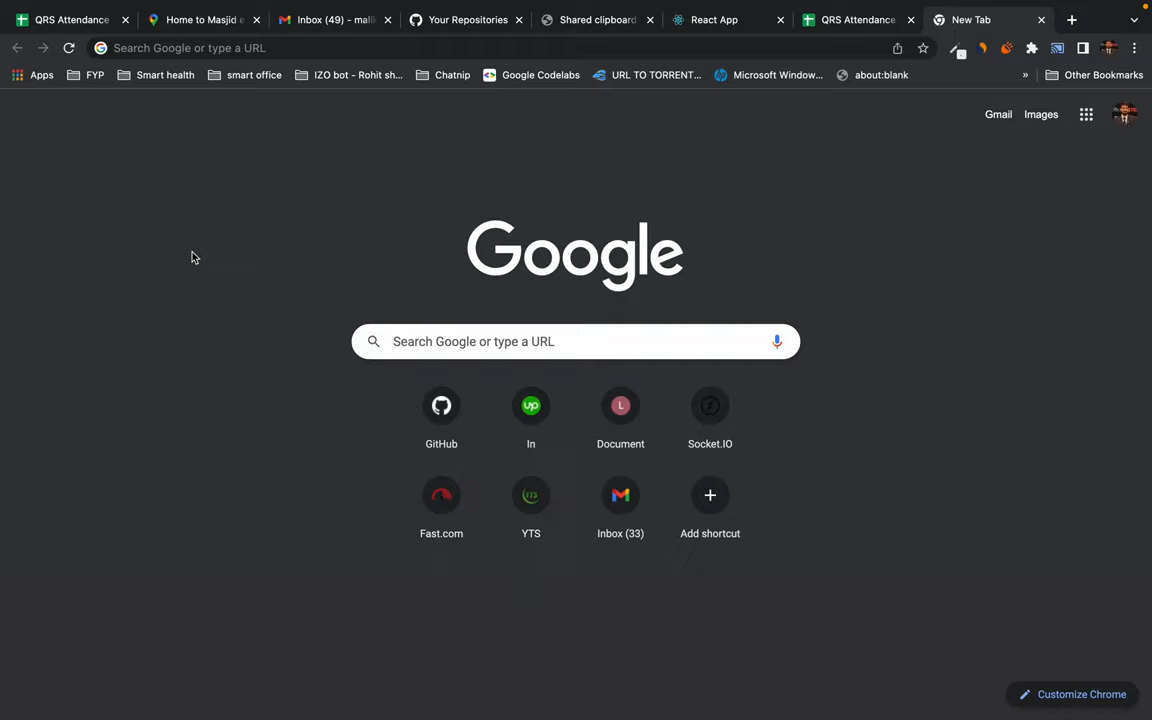 QRS Attendance
Home to Masjid e
Inbox (49) - mali
Your Repositories
Shared clipboard
React App
QRS Attendance
New Tab
Search Google or type a URL
Apps
FYP
Smart health
smart office
IZO bot - Rohit sh...
Chatnip
Google Codelabs
URL TO TORRENT...
Microsoft Window...
about:blank
»
Other Bookmarks
Gmail
Images
Google
Search Google or type a URL
up
L
GitHub
In
Document
Socket.IO
YTS
Fast.com
YTS
Inbox (33)
Add shortcut
Customize Chrome